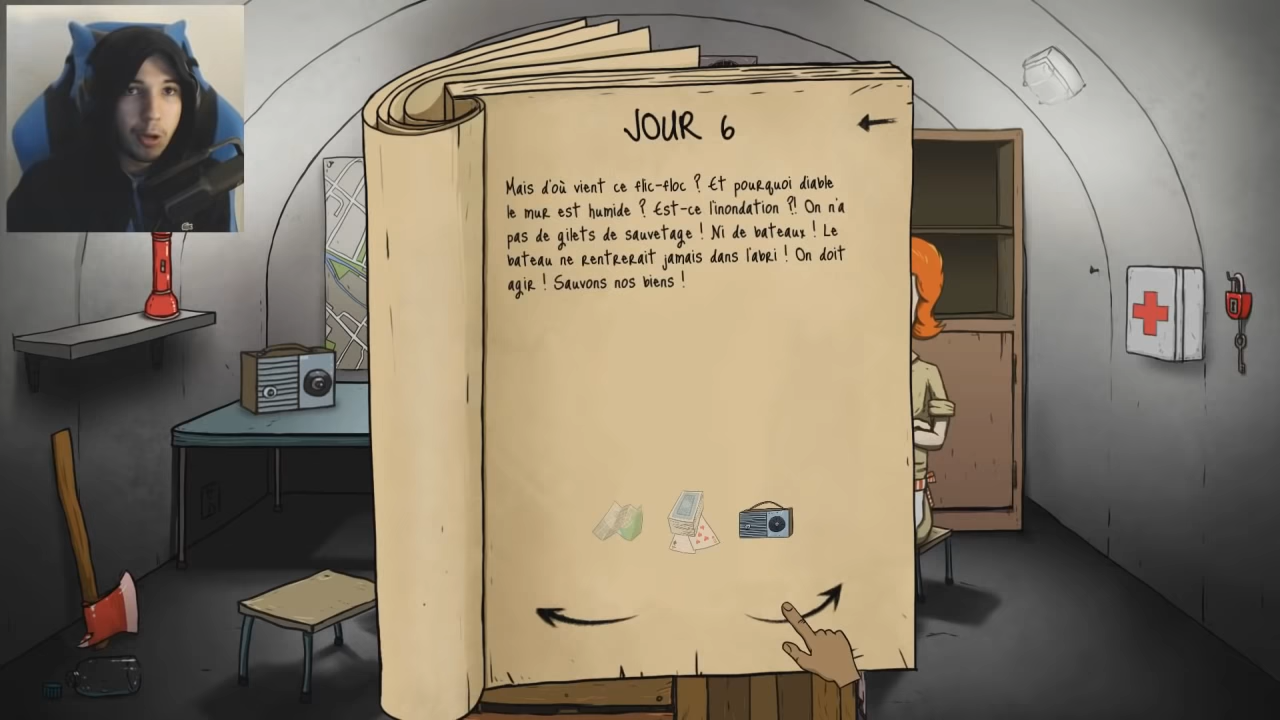 JOUR 6
Mais d'où vient ce flic-floc ? Et pourquoi diable
le mur est humide ? Est-ce l'inondation ?! On n'a
pas de gilets de sauvetage ! Ni de bateaux ! Le
bateau ne rentrerait jamais dans l'abri ! On doit
agir ! Sauvons nos biens !